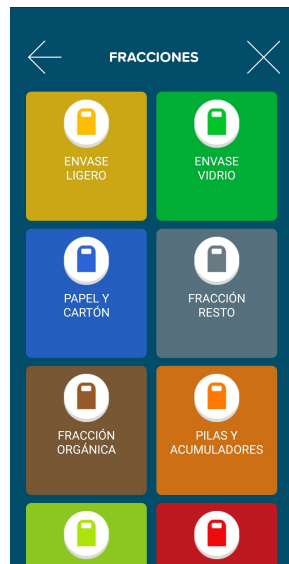 FRACCIONES
ENVASE
LIGERO
ENVASE
VIDRIO
PAPEL Y
CARTÓN
FRACCIÓN
RESTO
FRACCIÓN
ORGÁNICA
PILAS Y
ACUMULADORES